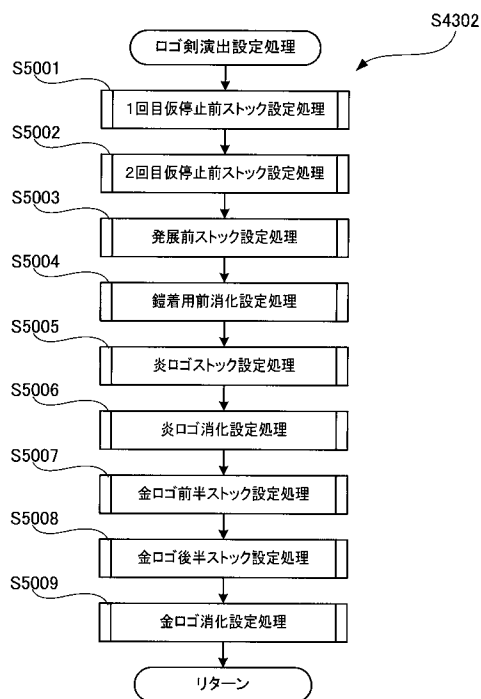 ロゴ剣演出設定処理
S4302
S5001
1回目仮停止前ストック設定処理
S5002
2回目仮停止前ストック設定処理
S5003
発展前ストック設定処理
S5004
鎧着用前消化設定処理
S5005
炎ロゴストック設定処理
S5006
炎ロゴ消化設定処理
S5007
金ロゴ前半ストック設定処理
S5008
金ロゴ後半ストック設定処理
S5009
金ロゴ消化設定処理
リターン